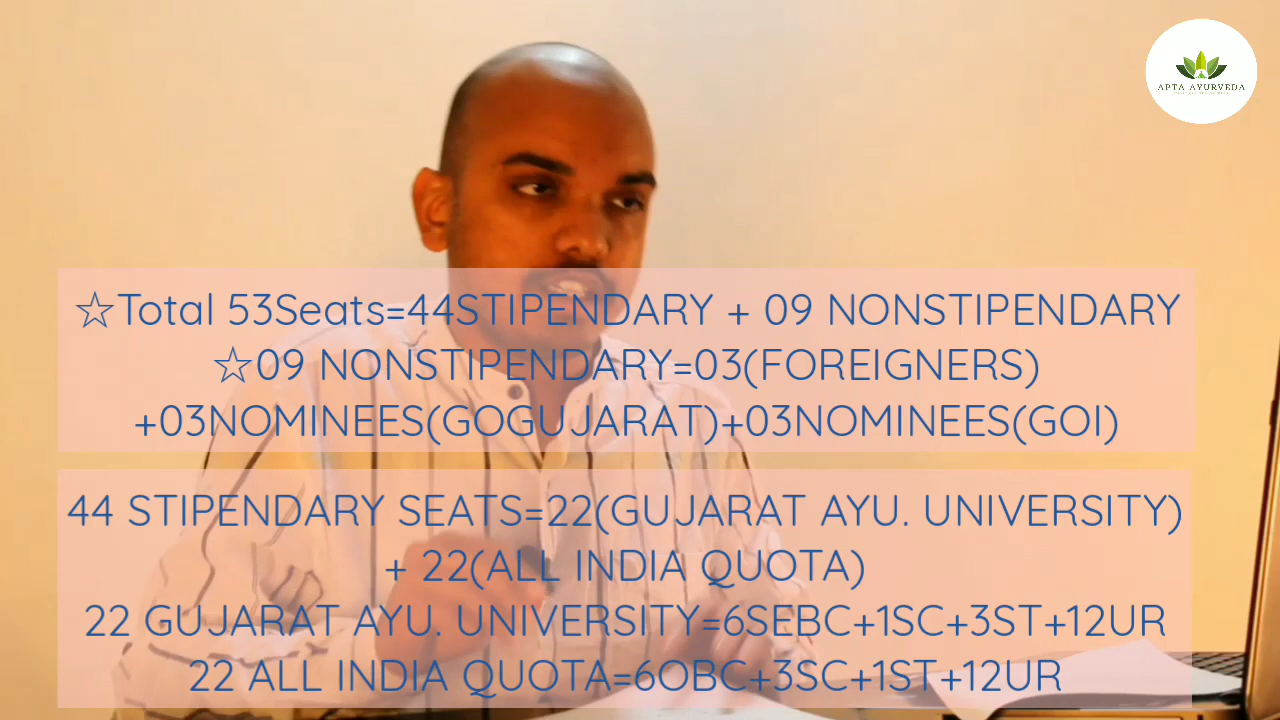 APTA AYURVEDA
☆Total 53Seats=44STIPENDARY + 09 NONSTIPENDARY
☆09 NONSTIPENDARY=03(FOREIGNERS)
+03NOMINEES(GOGUJARAT)+03NOMINEES(GOI)
44 STIPENDARY SEATS=22(GUJARAT AYU. UNIVERSITY)
+ 22(ALL INDIA QUOTA)
22 GUJARAT AYU. UNIVERSITY=6SEBC+1SC+3ST+12UR
22 ALL INDIA QUOTA=6OBC+3SC+1ST+12UR